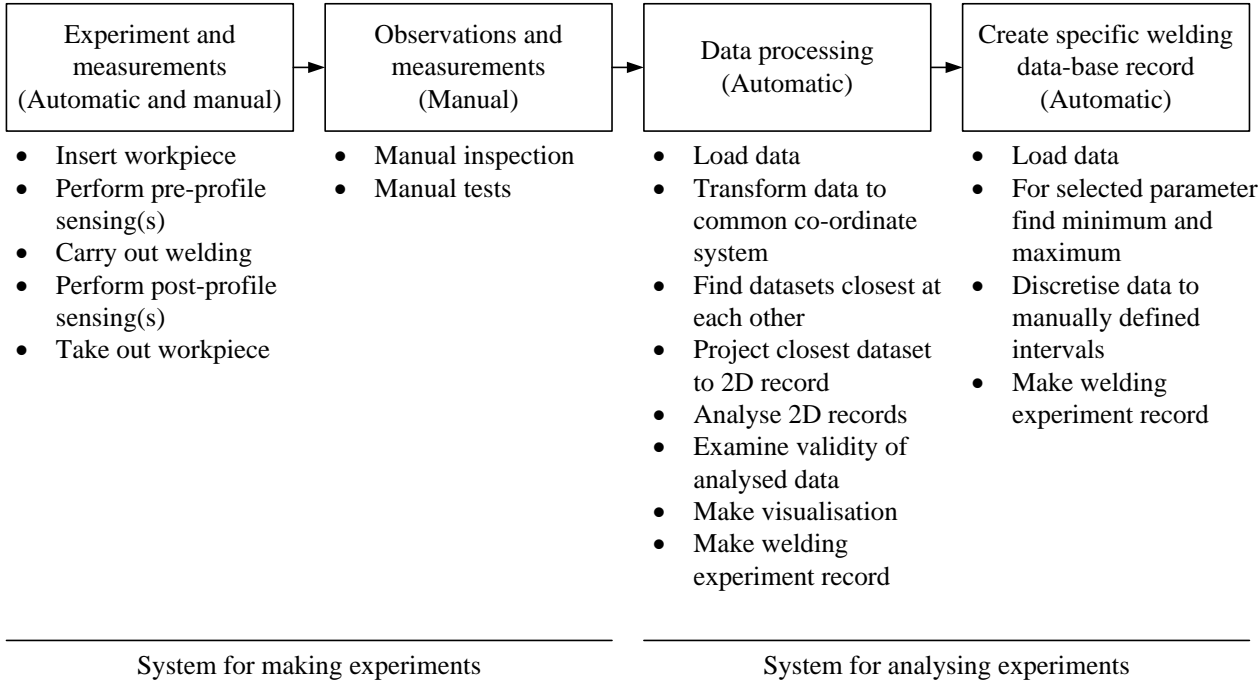 Experiment and
measurements
(Automatic and manual)
Observations and
measurements
(Manual)
Data processing
(Automatic)
Create specific welding
data-base record
(Automatic)
• Insert workpiece
• Perform pre-profile
sensing(s)
• Carry out welding
• Perform post-profile
sensing(s)
• Take out workpiece
• Manual inspection
• Manual tests
• Load data
• Transform data to
common co-ordinate
system
• Find datasets closest at
each other
• Project closest dataset
to 2D record
• Analyse 2D records
• Examine validity of
analysed data
• Make visualisation
• Make welding
experiment record
• Load data
• For selected parameter
find minimum and
maximum
• Discretise data to
manually defined
intervals
• Make welding
experiment record
System for making experiments
System for analysing experiments